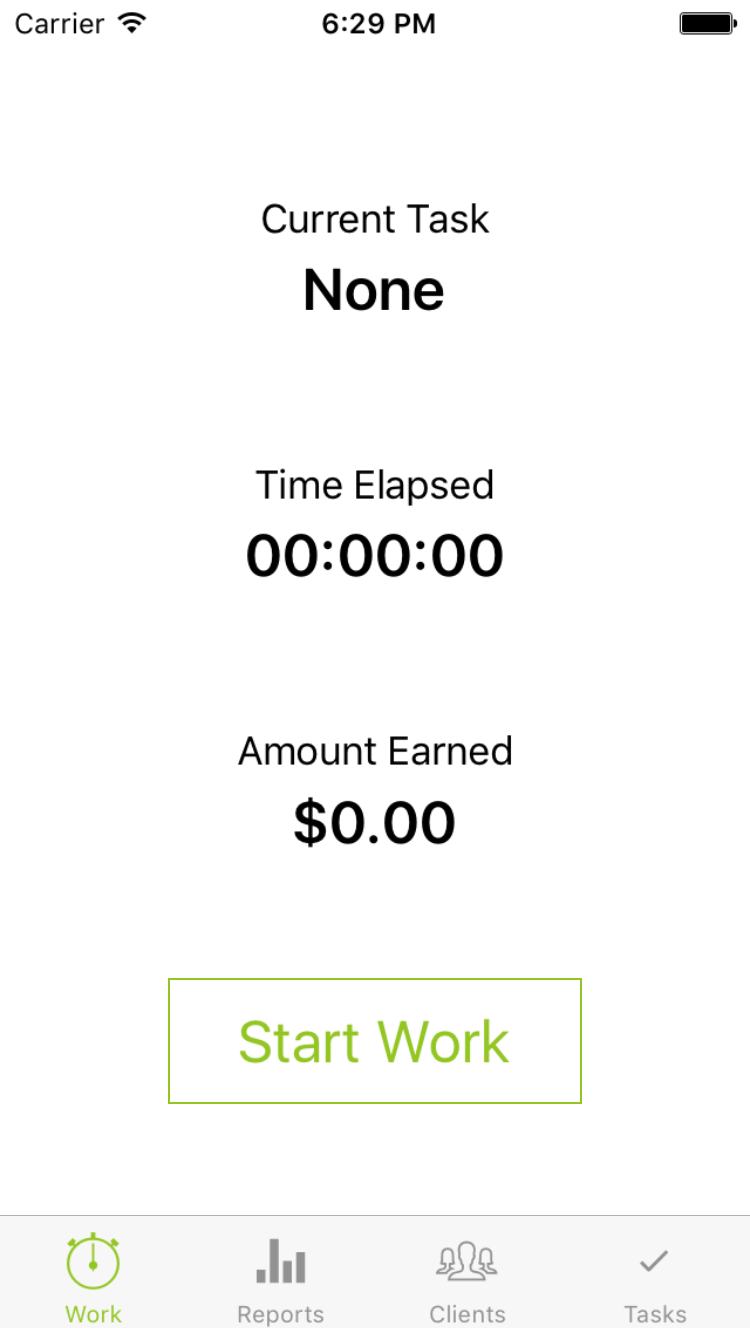 Carrier 6:29 PM
Current Task
None
Time Elapsed
00:00:00
Amount Earned
$0.00
Start Work
Work Reports Clients Tasks